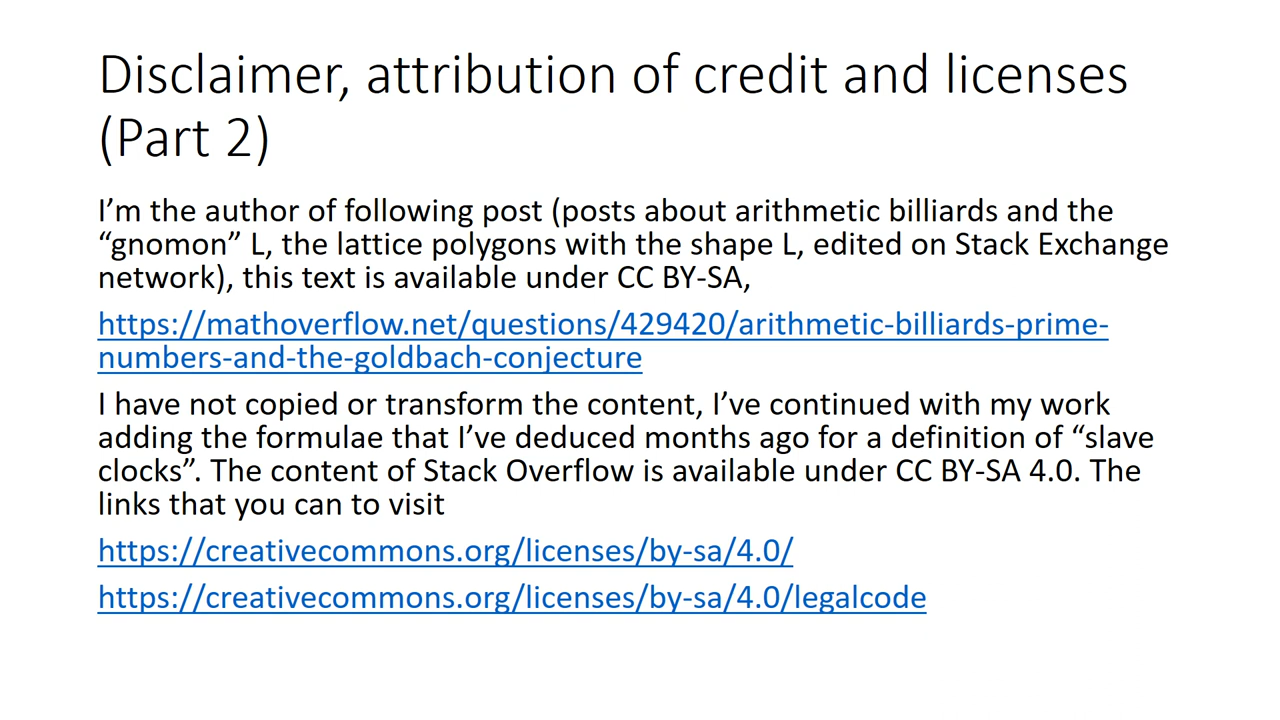 Disclaimer, attribution of credit and licenses
(Part 2)
I’m the author of following post (posts about arithmetic billiards and the
“gnomon” L, the lattice polygons with the shape L, edited on Stack Exchange
network), this text is available under CC BY-SA,
https://mathoverflow.net/questions/429420/arithmetic-billiards-prime-
numbers-and-the-goldbach-conjecture
I have not copied or transform the content, I’ve continued with my work
adding the formulae that I’ve deduced months ago for a definition of “slave
clocks”. The content of Stack Overflow is available under CC BY-SA 4.0. The
links that you can to visit
https://creativecommons.org/licenses/by-sa/4.0/
https://creativecommons.org/licenses/by-sa/4.0/legalcode